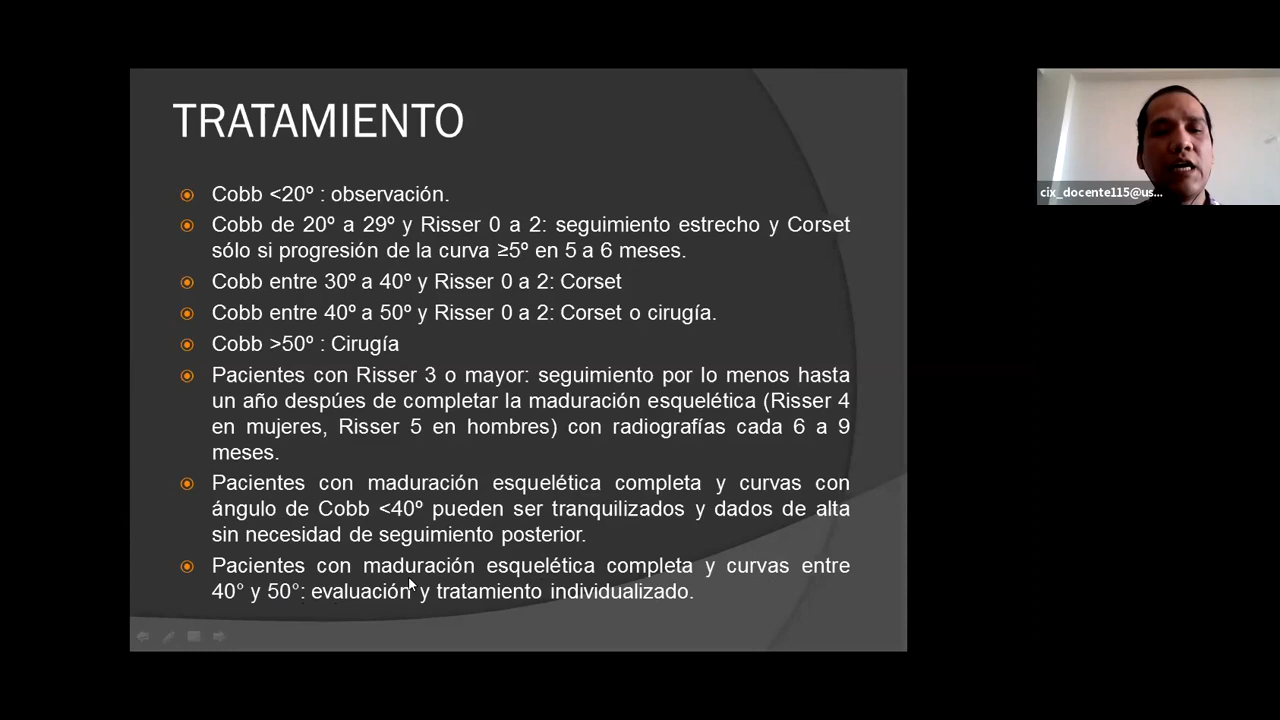 TRATAMIENTO
Cobb <20º : observación.
Cobb de 20º a 29º y Risser 0 a 2: seguimiento estrecho y Corset
sólo si progresión de la curva ≥5º en 5 a 6 meses.
Cobb entre 30º a 40º y Risser 0 a 2: Corset
Cobb entre 40º a 50º y Risser 0 a 2: Corset o cirugía.
Cobb >50º : Cirugía
Pacientes con Risser 3 o mayor: seguimiento por lo menos hasta
un año despúes de completar la maduración esquelética (Risser 4
en mujeres, Risser 5 en hombres) con radiografías cada 6 a 9
meses.
Pacientes con maduración esquelética completa y curvas con
ángulo de Cobb <40º pueden ser tranquilizados y dados de alta
sin necesidad de seguimiento posterior.
Pacientes con maduración esquelética completa y curvas entre
40° y 50°: evaluación y tratamiento individualizado.
cix_docente115@us...